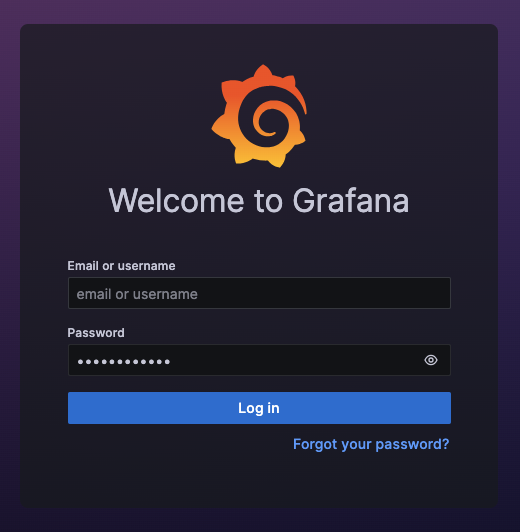 Welcome to Grafana
Email or username
email or username
Password
••••••••••••
Log in
Forgot your password?